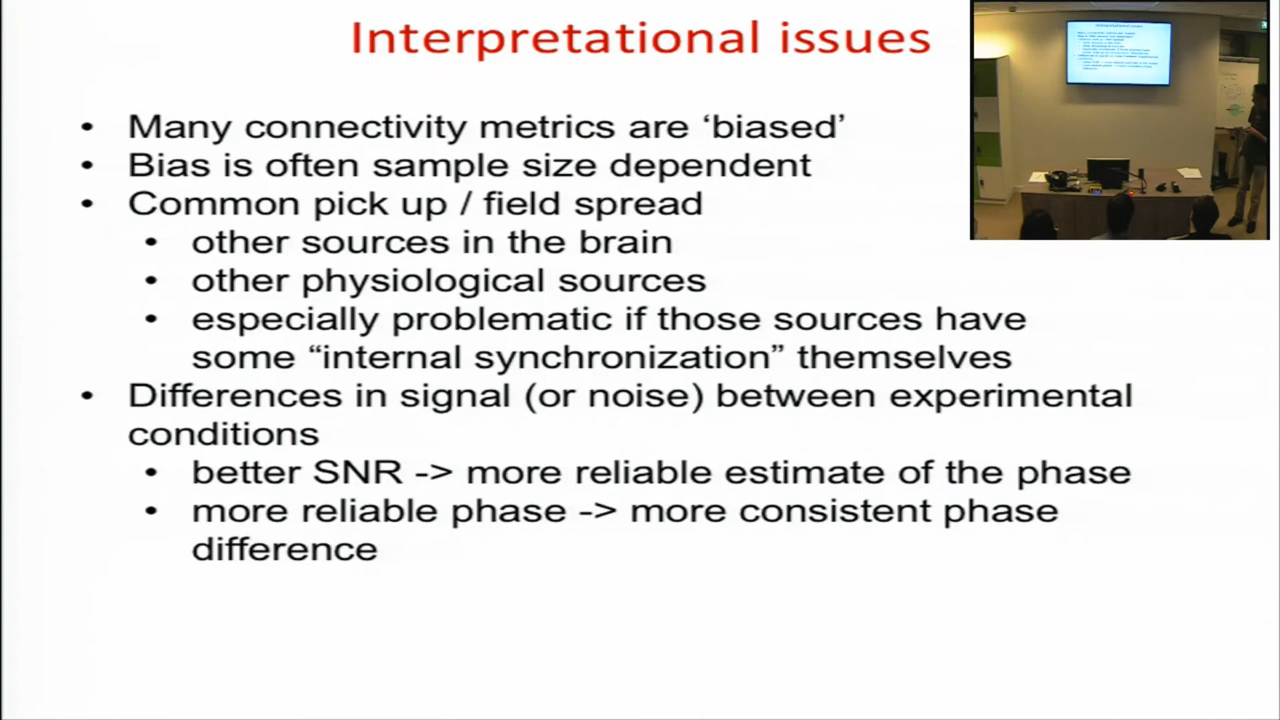 Interpretational issues
• Many connectivity metrics are ‘biased’
• Bias is often sample size dependent
• Common pick up / field spread
• other sources in the brain
• other physiological sources
• especially problematic if those sources have
some “internal synchronization” themselves
• Differences in signal (or noise) between experimental
conditions
• better SNR -> more reliable estimate of the phase
• more reliable phase -> more consistent phase
difference
Interpretational issues